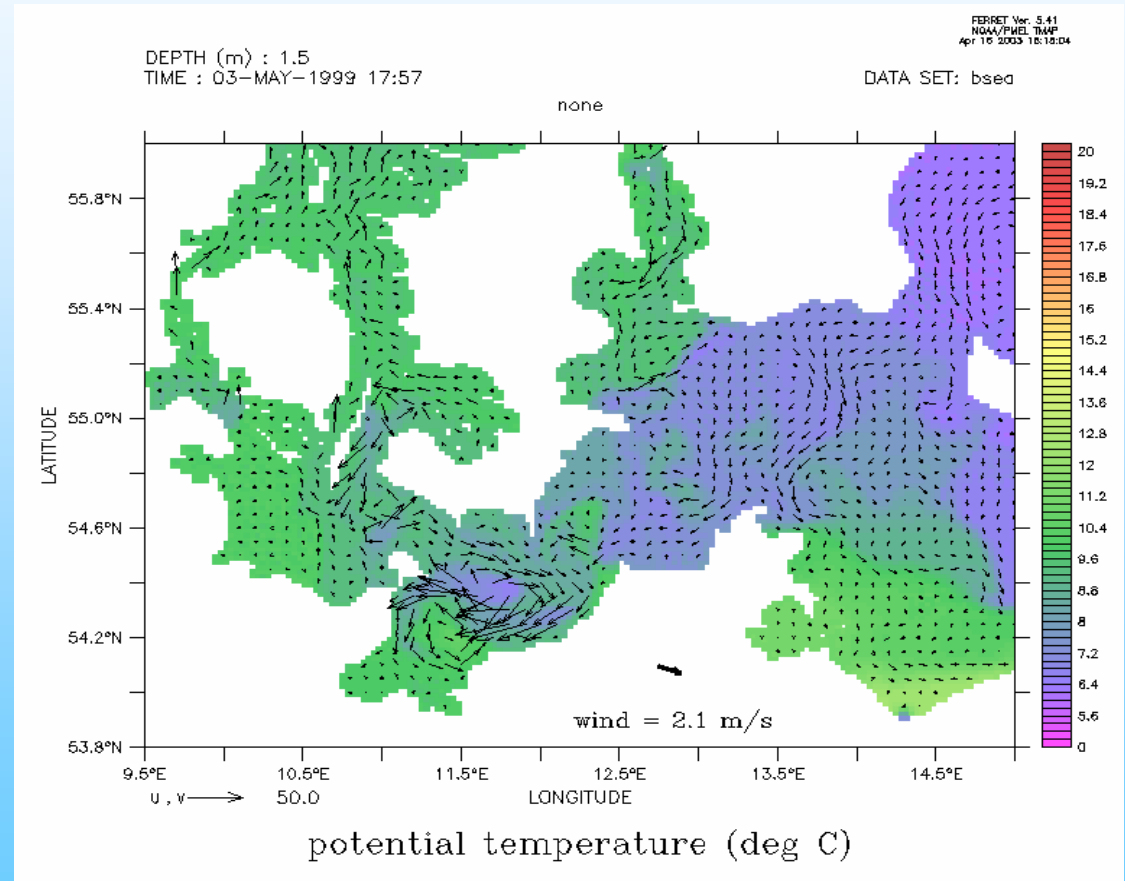 FERRET Ver. 5.41
NOAA/PMEL TMAP
Apr 16 2003 16:18:04
DEPTH (m) : 1.5
TIME : 03-MAY-1999 17:57
DATA SET: bsea
none
55.8°N
55.4°N
55.0°N
54.6°N
54.2°N
53.8°N
LATITUDE
wind = 2.1 m/s
9.5°E 10.5°E 11.5°E 12.5°E 13.5°E 14.5°E
LONGITUDE
u,v 50.0
20
19.2
18.4
17.6
16.8
16
15.2
14.4
13.6
12.8
12
11.2
10.4
9.6
8.8
8
7.2
6.4
5.6
0
potential temperature (deg C)